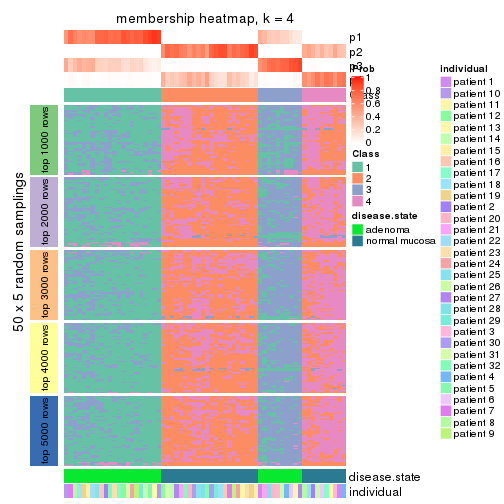 membership heatmap, k = 4
p1
p2
p3
p4
Class
50 x 5 random samplings
top 1000 rows
top 2000 rows
top 3000 rows
top 4000 rows
top 5000 rows
disease.state
individual
Prob
1
0.8
0.6
0.4
0.2
0
Class
1
2
3
4
disease.state
adenoma
normal mucosa
individual
patient 1
patient 10
patient 11
patient 12
patient 13
patient 14
patient 15
patient 16
patient 17
patient 18
patient 19
patient 2
patient 20
patient 21
patient 22
patient 23
patient 24
patient 25
patient 26
patient 27
patient 28
patient 29
patient 3
patient 30
patient 31
patient 32
patient 4
patient 5
patient 6
patient 7
patient 8
patient 9